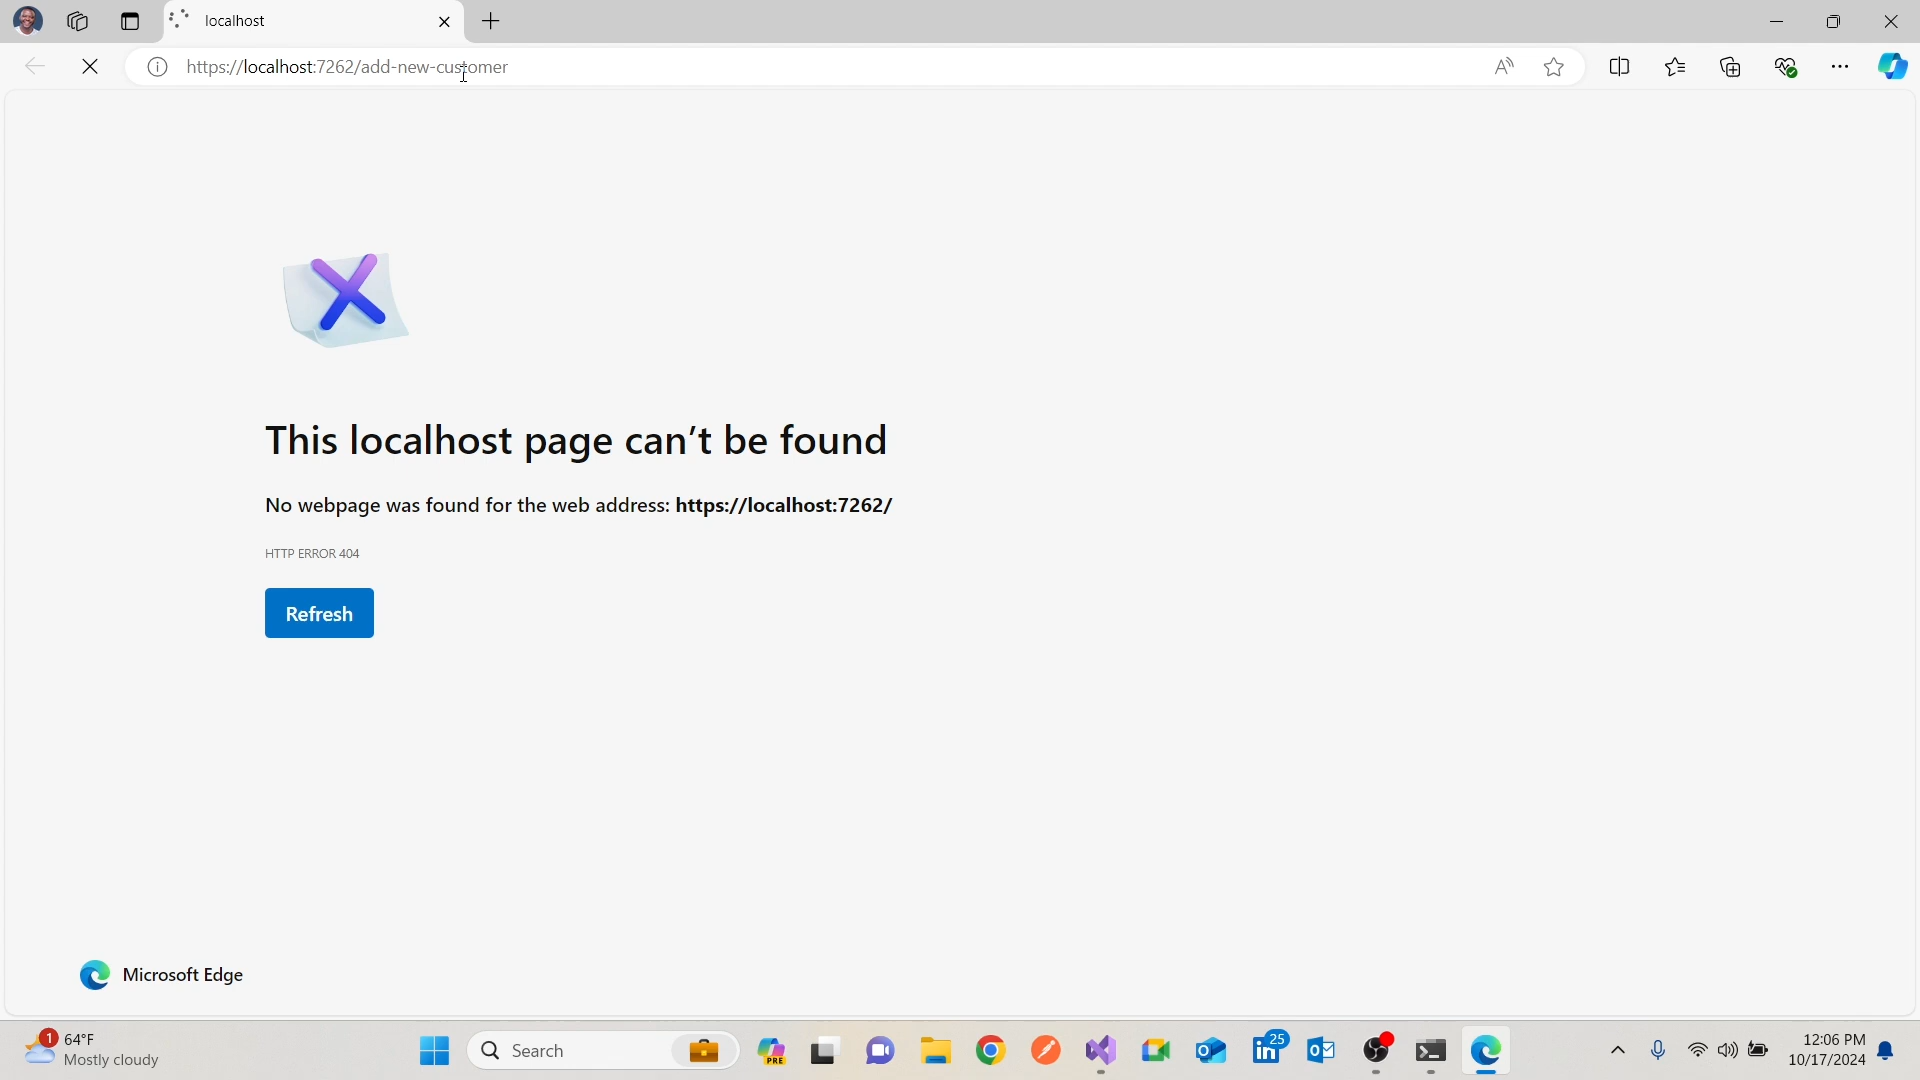 localhost
https://localhost:7262/add-new-customer
This localhost page can't be found
No webpage was found for the web address: https://localhost:7262/
HTTP ERROR 404
Refresh
Microsoft Edge
1
64°F
Mostly cloudy
Search
PRE
25
12:06 PM
10/17/2024